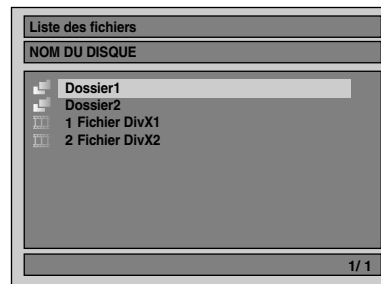 Liste des fichiers
NOM DU DISQUE
Dossier1
Dossier2
1 Fichier DivX1
2 Fichier DivX2
1/ 1